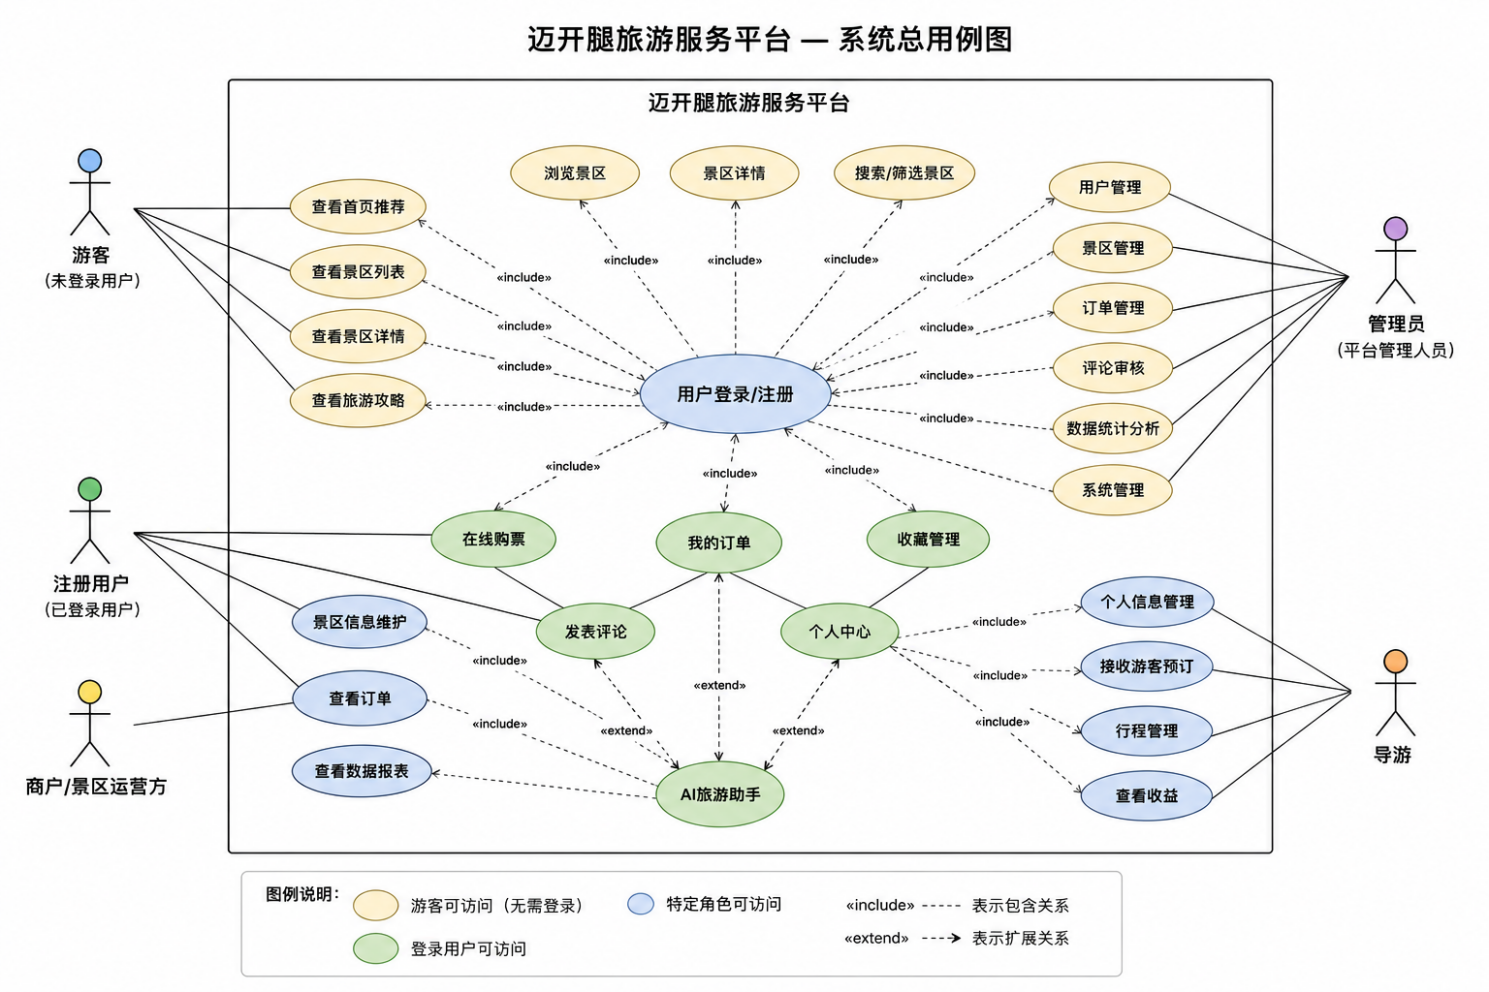 迈开腿旅游服务平台 — 系统总用例图
迈开腿旅游服务平台
游客
(未登录用户)
查看首页推荐
查看景区列表
查看景区详情
查看旅游攻略
浏览景区
景区详情
搜索/筛选景区
用户管理
景区管理
订单管理
评论审核
数据统计分析
系统管理
管理员
(平台管理人员)
«include»
«include»
«include»
«include»
«include»
«include»
«include»
«include»
«include»
«include»
«include»
用户登录/注册
«include»
«include»
«include»
注册用户
(已登录用户)
在线购票
我的订单
收藏管理
景区信息维护
发表评论
个人中心
个人信息管理
«include»
«include»
接收游客预订
«include»
«extend»
查看订单
«include»
«extend»
«extend»
«include»
行程管理
商户/景区运营方
导游
查看数据报表
AI旅游助手
查看收益
图例说明:
游客可访问（无需登录）
特定角色可访问
«include» 表示包含关系
登录用户可访问
«extend» 表示扩展关系